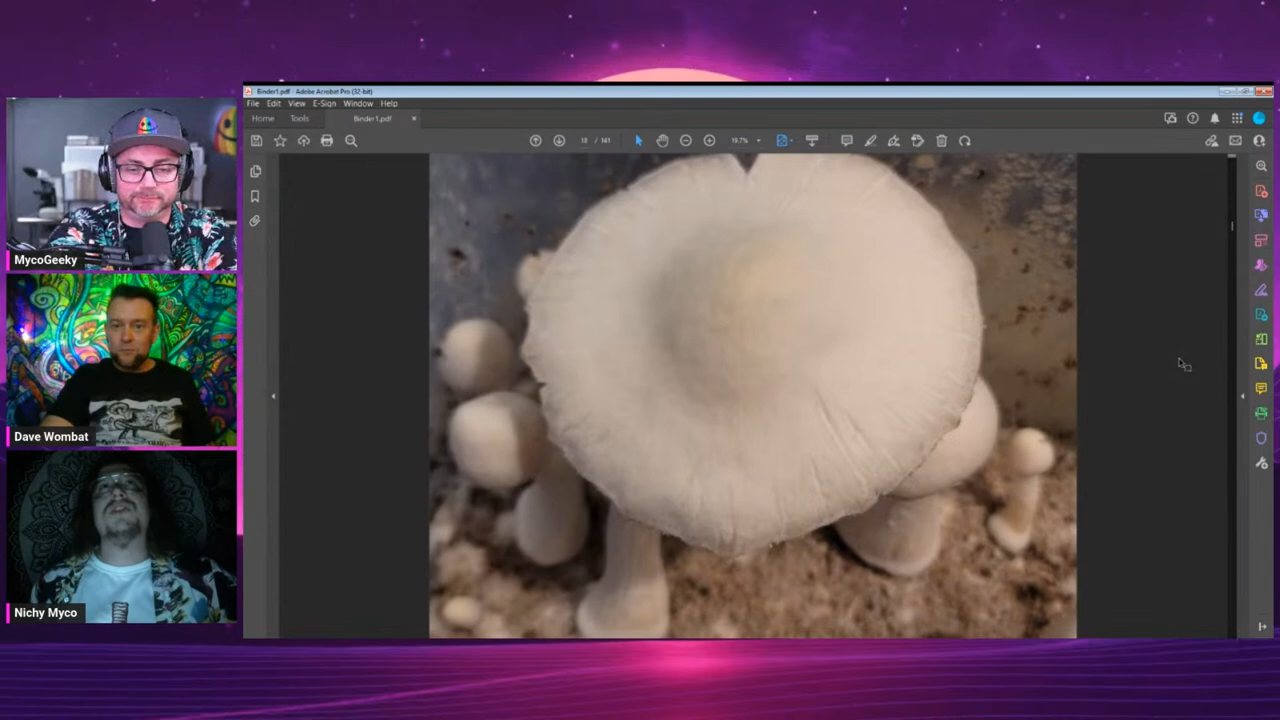 Binder1.pdf - Adobe Acrobat Pro (32-bit)
File Edit View E-Sign Window Help
Home Tools Binder1.pdf
/ 141
MycoGeeky
Dave Wombat
Nichy Myco